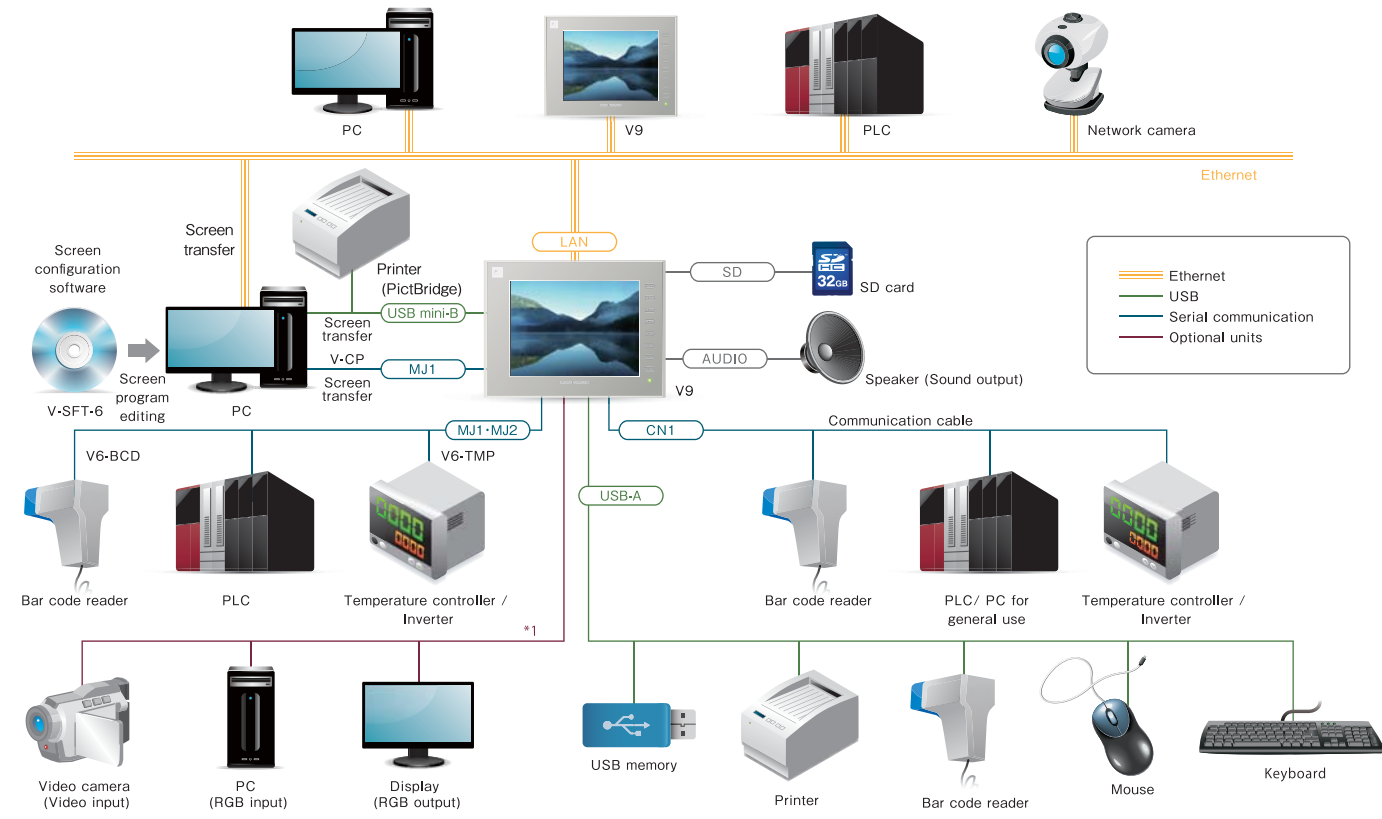 PC
V9
PLC
Network camera
Ethernet
Screen
transfer
LAN
Screen
configuration
software
Printer
(PictBridge)
SD
SDHC
32GB
SD card
Ethernet
USB
Serial communication
Optional units
USB mini-B
Screen
transfer
V-CP
MJ1
Screen
transfer
AUDIO
Speaker (Sound output)
V9
V-SFT-6
Screen
program
editing
PC
MJ1・MJ2
CN1
Communication cable
V6-BCD
V6-TMP
USB-A
Bar code reader
PLC
Temperature controller /
Inverter
Bar code reader
PLC/ PC for
general use
Temperature controller /
Inverter
*1
Video camera
(Video input)
PC
(RGB input)
Display
(RGB output)
USB memory
Printer
Bar code reader
Mouse
Keyboard